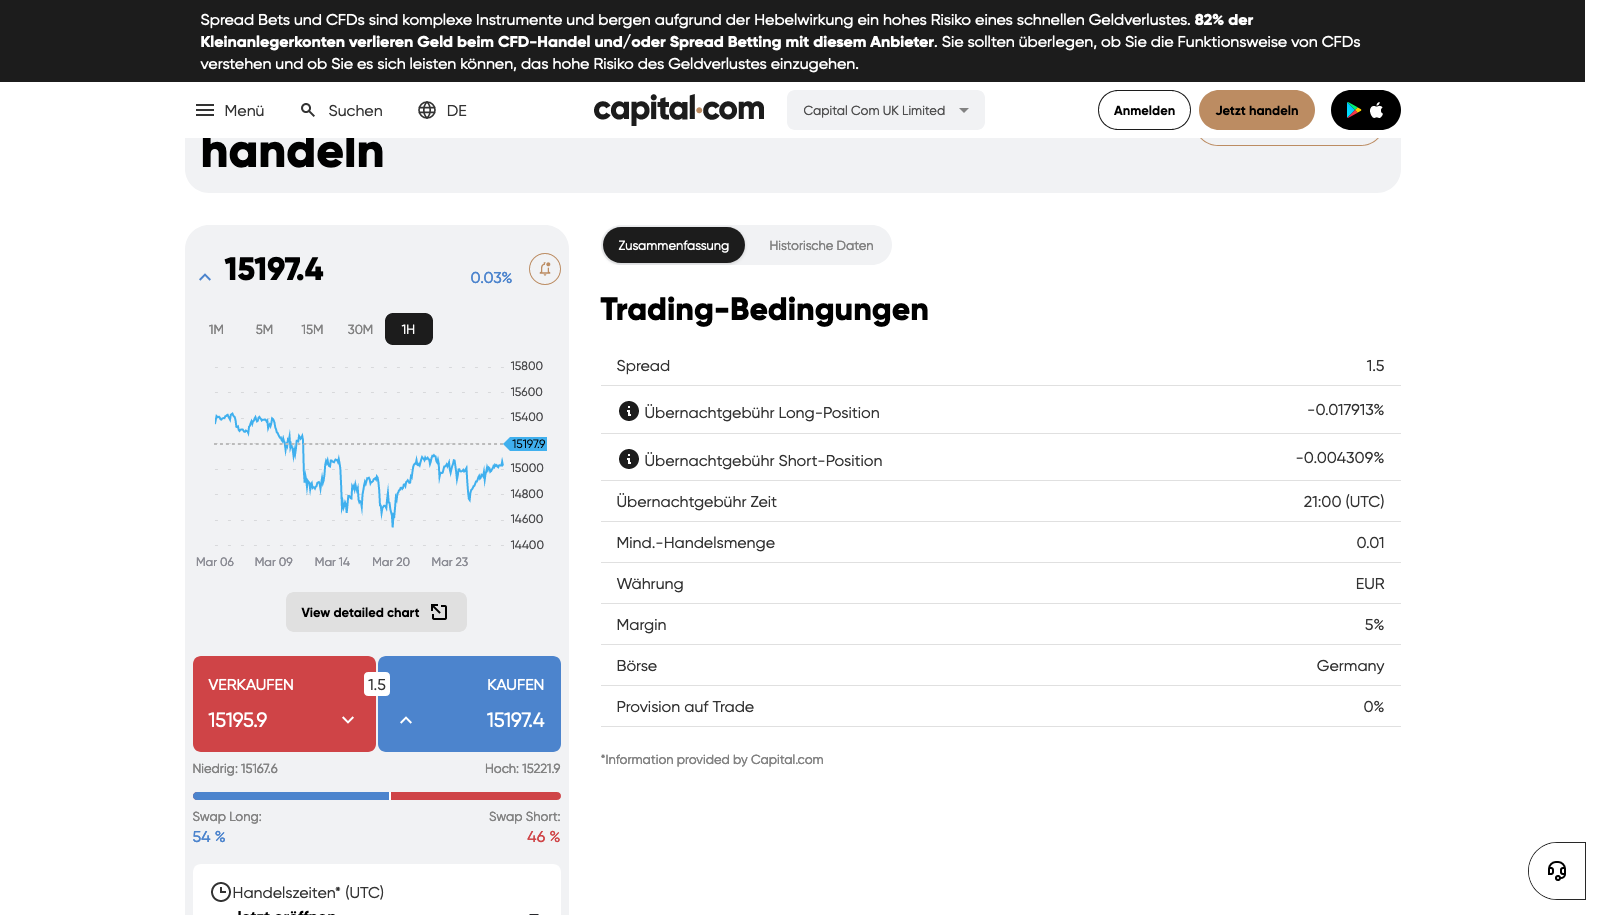 Spread Bets und CFDs sind komplexe Instrumente und bergen aufgrund der Hebelwirkung ein hohes Risiko eines schnellen Geldverlustes. 82% der
Kleinanlegerkonten verlieren Geld beim CFD-Handel und/oder Spread Betting mit diesem Anbieter. Sie sollten überlegen, ob Sie die Funktionsweise von CFDs
verstehen und ob Sie es sich leisten können, das hohe Risiko des Geldverlustes einzugehen.
Menü
Suchen
DE
capital.com
Capital Com UK Limited
Anmelden
Jetzt handeln
handeln
15197.4
0.03%
1M
5M
15M
30M
1H
15800
15600
15400
15197.9
15000
14800
14600
14400
Mar 06
Mar 09
Mar 14
Mar 20
Mar 23
View detailed chart
VERKAUFEN
15195.9
1.5
KAUFEN
15197.4
Niedrig: 15167.6
Hoch: 15221.9
Swap Long:
54 %
Swap Short:
46 %
Handelszeiten* (UTC)
Jetzt eröffnen
Zusammenfassung
Historische Daten
Trading-Bedingungen
Spread 1.5
Übernachtgebühr Long-Position -0.017913%
Übernachtgebühr Short-Position -0.004309%
Übernachtgebühr Zeit 21:00 (UTC)
Mind.-Handelsmenge 0.01
Währung EUR
Margin 5%
Börse Germany
Provision auf Trade 0%
*Information provided by Capital.com